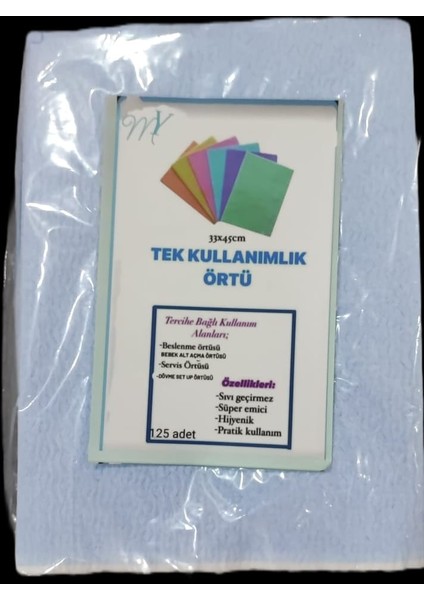 MY
33x45cm
TEK KULLANIMLIK
ÖRTÜ
Tercihe Bağlı Kullanım
Alanları;
-Beslenme örtüsü
BEBEK ALT AÇMA ÖRTÜSÜ
-Servis Örtüsü
-DÖVME SET UP ÖRTÜSÜ
Özellikleri:
-Sıvı geçirmez
-Süper emici
-Hijyenik
-Pratik kullanım
125 adet